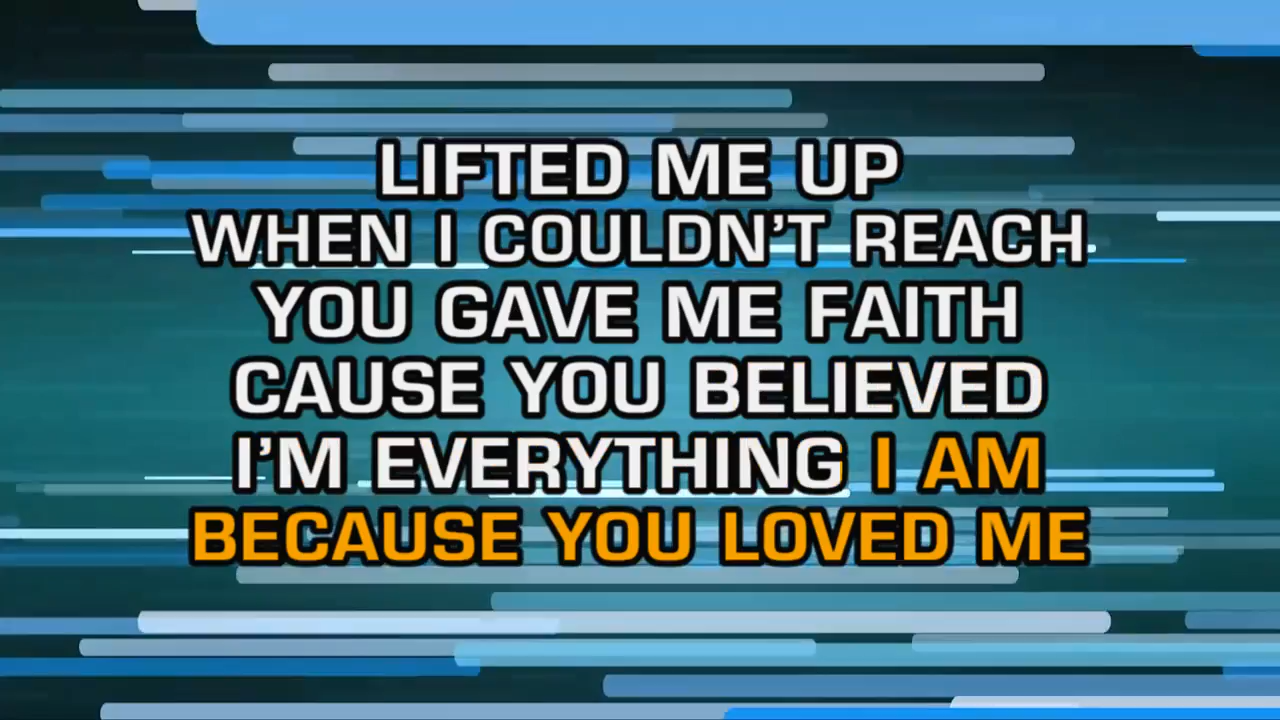 LIFTED ME UP
WHEN I COULDN'T REACH
YOU GAVE ME FAITH
CAUSE YOU BELIEVED
I'M EVERYTHING I AM
BECAUSE YOU LOVED ME